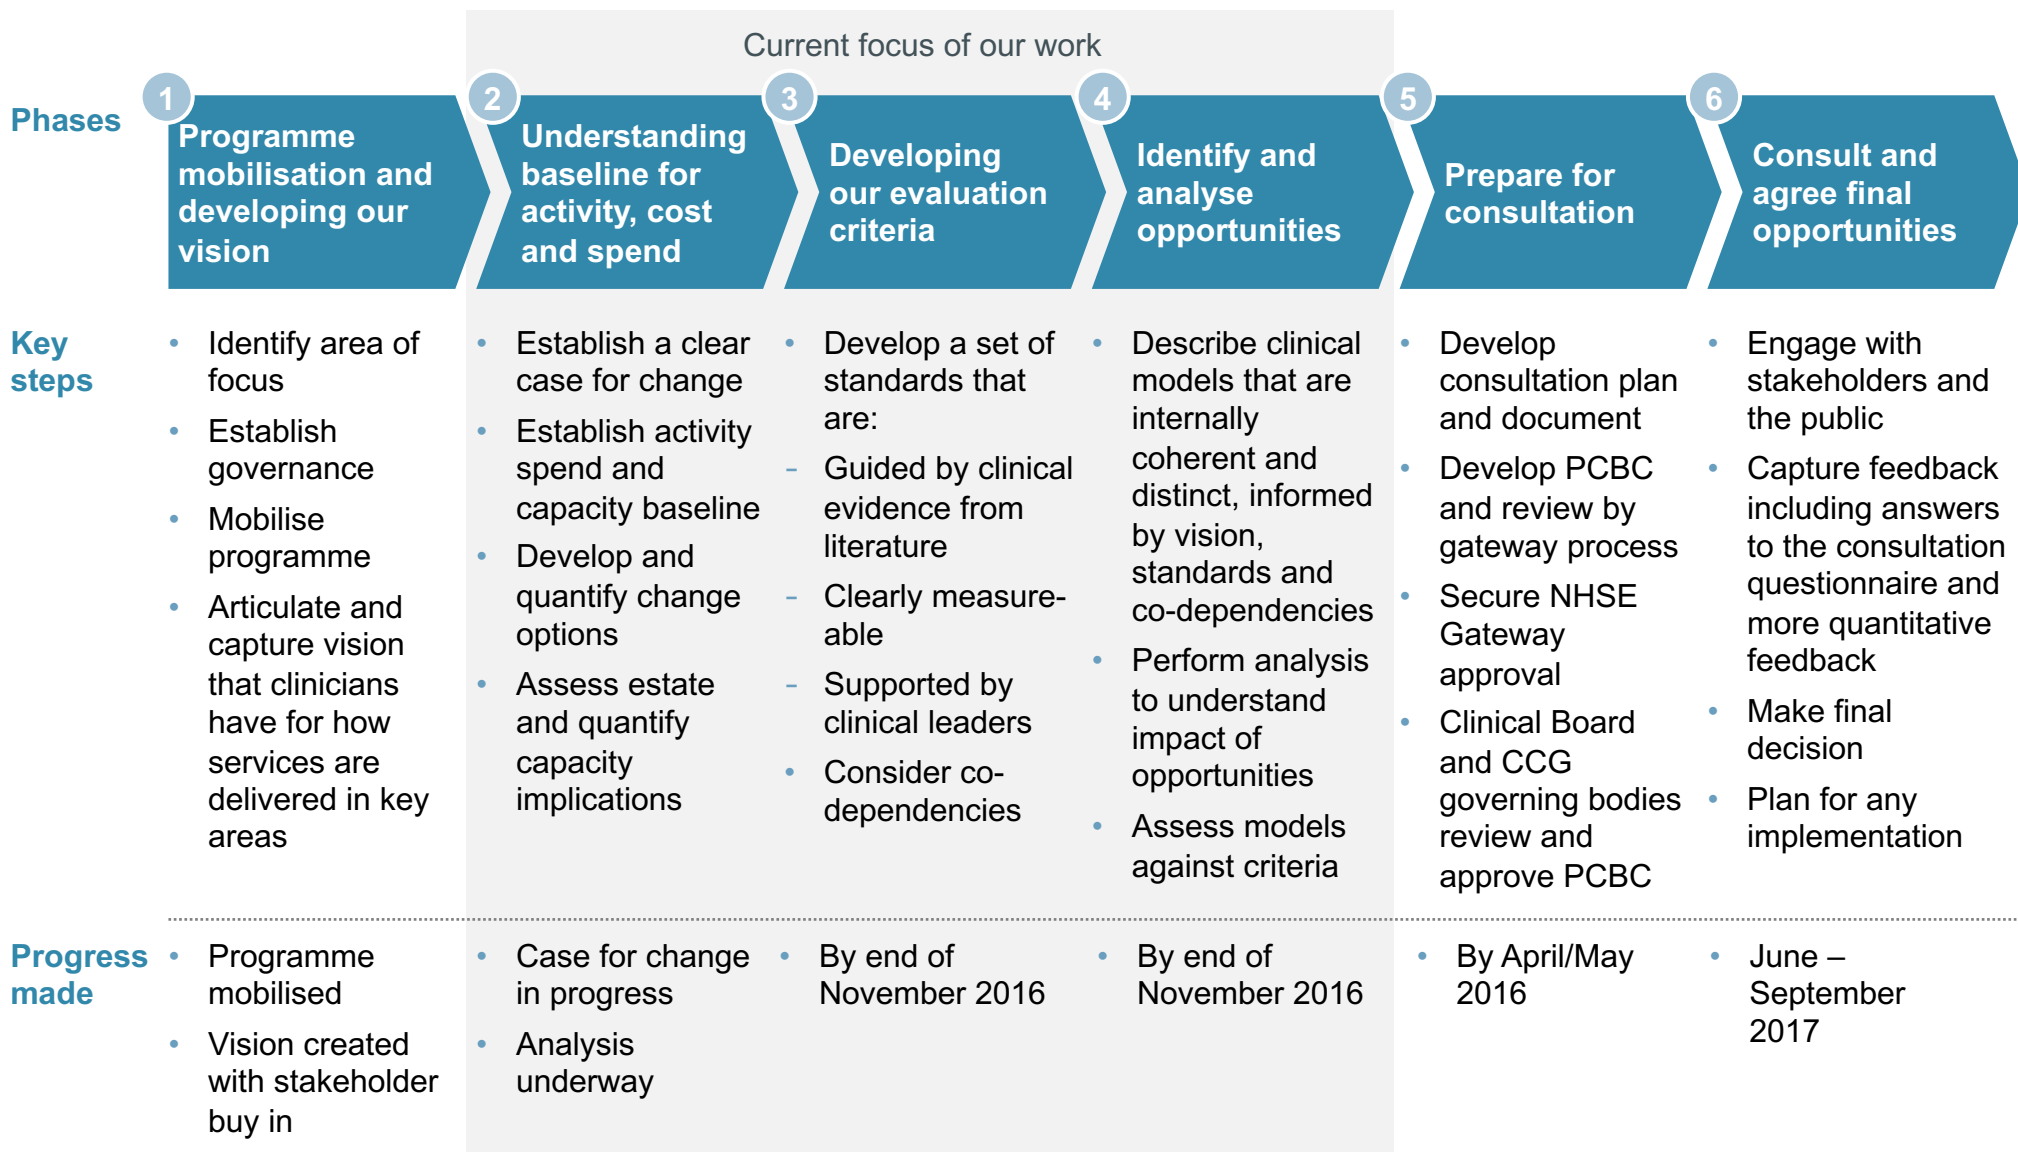 Current focus of our work
Phases
1
Programme
mobilisation and
developing our
vision
2
Understanding
baseline for
activity, cost
and spend
3
Developing
our evaluation
criteria
4
Identify and
analyse
opportunities
5
Prepare for
consultation
6
Consult and
agree final
opportunities
Key
steps
• Identify area of
focus
• Establish
governance
• Mobilise
programme
• Articulate and
capture vision
that clinicians
have for how
services are
delivered in key
areas
• Establish a clear
case for change
• Establish activity
spend and
capacity baseline
• Develop and
quantify change
options
• Assess estate
and quantify
capacity
implications
• Develop a set of
standards that
are:
- Guided by clinical
evidence from
literature
- Clearly measure-
able
- Supported by
clinical leaders
• Consider co-
dependencies
• Describe clinical
models that are
internally
coherent and
distinct, informed
by vision,
standards and
co-dependencies
• Perform analysis
to understand
impact of
opportunities
• Assess models
against criteria
• Develop
consultation plan
and document
• Develop PCBC
and review by
gateway process
• Secure NHSE
Gateway
approval
• Clinical Board
and CCG
governing bodies
review and
approve PCBC
• Engage with
stakeholders and
the public
• Capture feedback
including answers
to the consultation
questionnaire and
more quantitative
feedback
• Make final
decision
• Plan for any
implementation
Progress
made
• Programme
mobilised
• Vision created
with stakeholder
buy in
• Case for change
in progress
• Analysis
underway
• By end of
November 2016
• By end of
November 2016
• By April/May
2016
• June –
September
2017